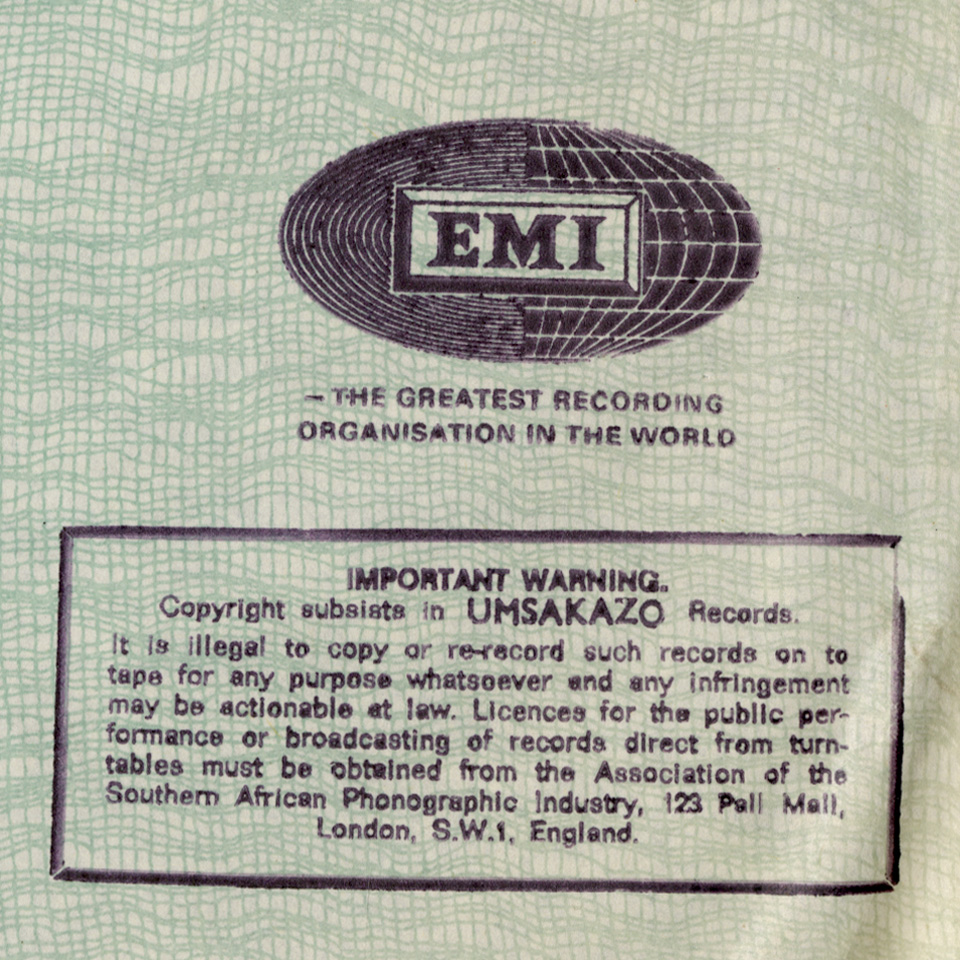 EMI
– THE GREATEST RECORDING
ORGANISATION IN THE WORLD
IMPORTANT WARNING.
Copyright subsists in UMSAKAZO Records.
It is illegal to copy or re-record such records on to
tape for any purpose whatsoever and any infringement
may be actionable at law. Licences for the public per-
formance or broadcasting of records direct from turn-
tables must be obtained from the Association of the
Southern African Phonographic Industry, 123 Pall Mall,
London, S.W.1, England.